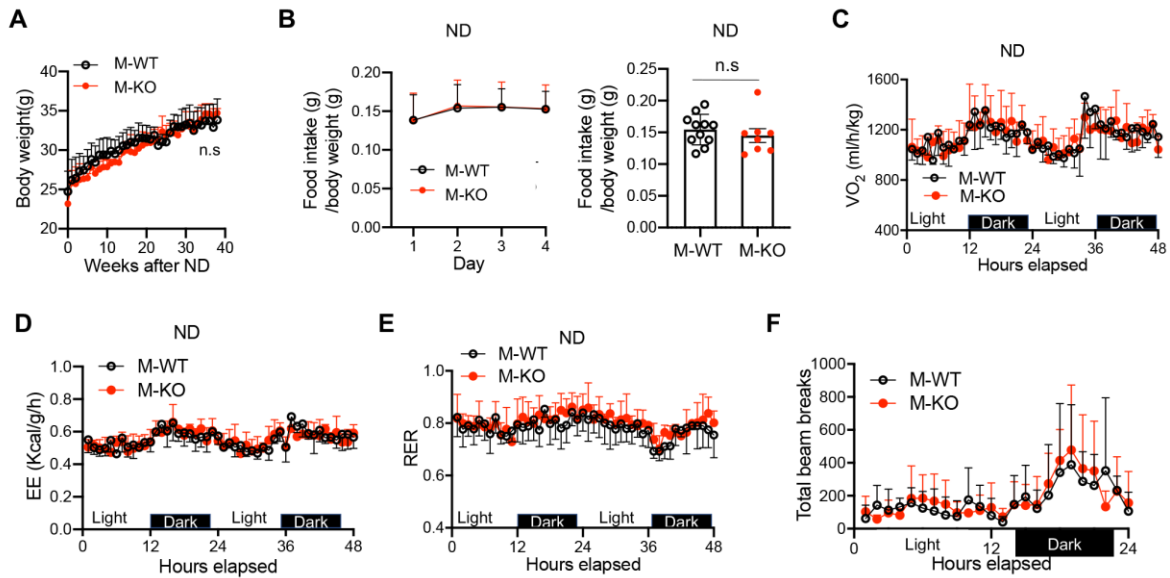 A
M-WT
M-KO
Body weight(g)
40
35
30
25
20
n.s
0
10
20
30
40
Weeks after ND
B
ND
Food intake (g)
/body weight (g)
0.20
0.15
0.10
0.05
0.00
M-WT
M-KO
1
2
3
4
Day
ND
n.s
Food intake (g)
/body weight (g)
0.25
0.20
0.15
0.10
0.05
0.00
M-WT
M-KO
C
ND
VO2 (ml/h/kg)
1600
1200
800
400
M-WT
M-KO
Light
Dark
Light
Dark
0
12
24
36
48
Hours elapsed
D
ND
M-WT
M-KO
EE (Kcal/g/h)
1.0
0.8
0.6
0.4
0.2
0.0
Light
Dark
Light
Dark
0
12
24
36
48
Hours elapsed
E
ND
M-WT
M-KO
RER
1.0
0.8
0.6
0.4
Light
Dark
Light
Dark
0
12
24
36
48
Hours elapsed
F
M-WT
M-KO
Total beam breaks
1000
800
600
400
200
0
0
Light
12
Dark
24
Hours elapsed